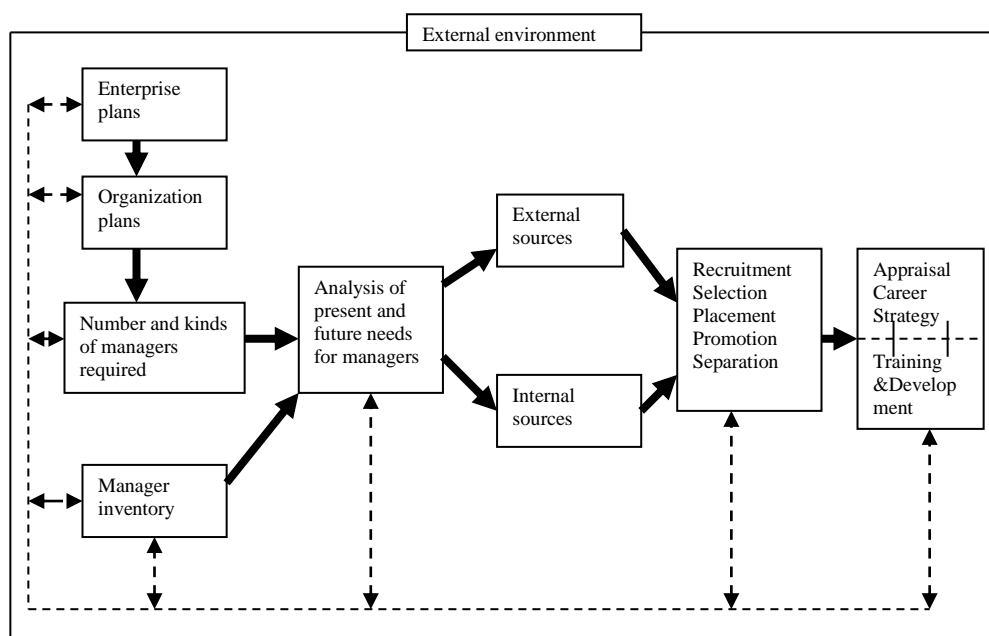 External environment
Enterprise
plans
Organization
plans
Number and kinds
of managers
required
Manager
inventory
Analysis of
present and
future needs
for managers
External
sources
Internal
sources
Recruitment
Selection
Placement
Promotion
Separation
Appraisal
Career
Strategy
Training
&Develop
ment